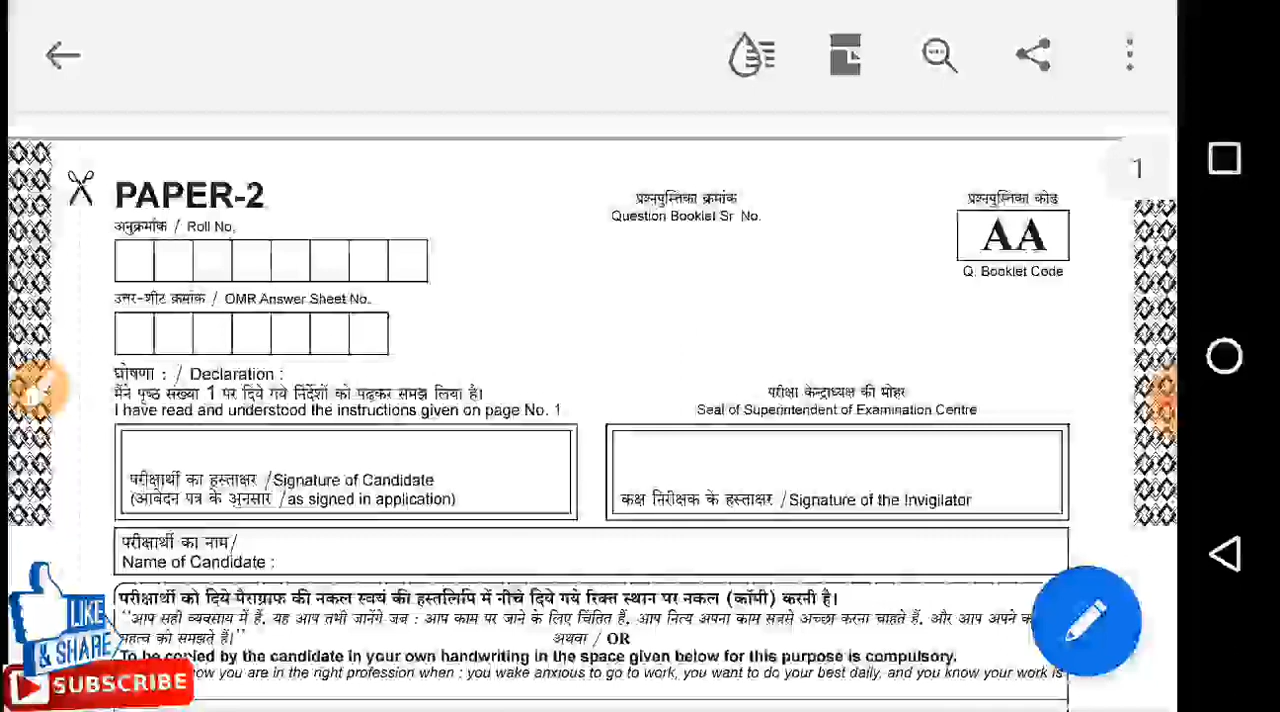 1
PAPER-2
प्रश्नपुस्तिका क्रमांक
प्रश्नपुस्तिका कोड
अनुक्रमांक / Roll No.
Question Booklet Sr. No.
AA
Q. Booklet Code
उत्तर-शीट क्रमांक / OMR Answer Sheet No.
घोषणा : / Declaration :
मैंने पृष्ठ संख्या 1 पर दिये गये निर्देशों को पढ़कर समझ लिया है।
परीक्षा केन्द्राध्यक्ष की मोहर
I have read and understood the instructions given on page No. 1
Seal of Superintendent of Examination Centre
परीक्षार्थी का हस्ताक्षर /Signature of Candidate
(आवेदन पत्र के अनुसार /as signed in application)
कक्ष निरीक्षक के हस्ताक्षर /Signature of the Invigilator
परीक्षार्थी का नाम/
Name of Candidate :
परीक्षार्थी को दिये पैराग्राफ की नकल स्वयं की हस्तलिपि में नीचे दिये गये रिक्त स्थान पर नकल (कॉपी) करनी है।
"आप सही व्यवसाय में हैं, यह आप तभी जानेंगे जब : आप काम पर जाने के लिए चिंतित हैं, आप नित्य अपना काम सबसे अच्छा करना चाहते हैं, और आप अपने
महत्व को समझते हैं।"
अथवा / OR
To be copied by the candidate in your own handwriting in the space given below for this purpose is compulsory.
you are in the right profession when : you wake anxious to go to work, you want to do your best daily, and you know your work is
LIKE
& SHARE
SUBSCRIBE